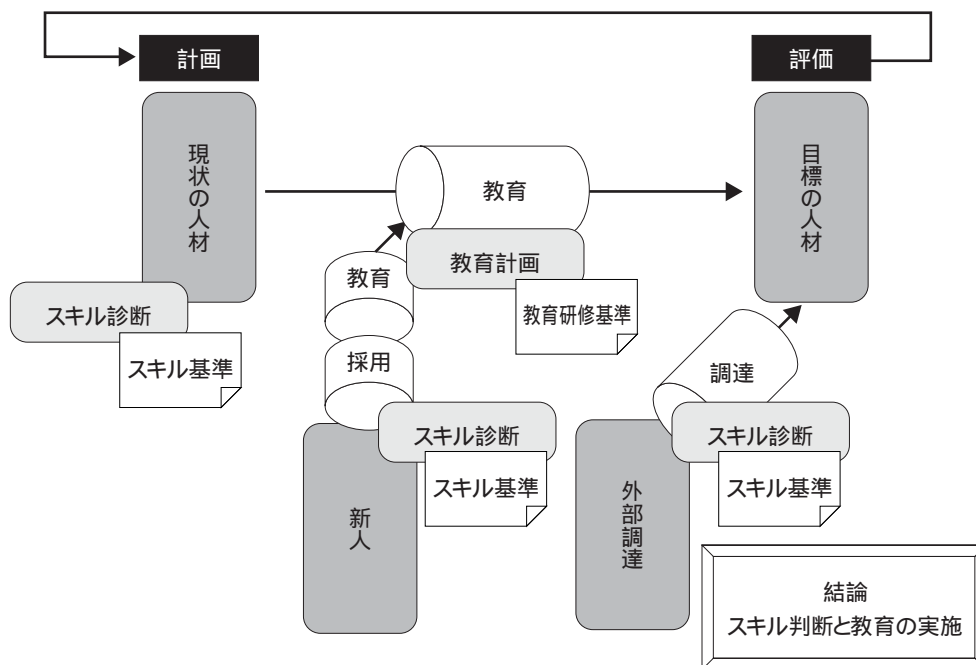 計画
評価
現状の人材
目標の人材
教育
教育計画
教育研修基準
スキル診断
スキル基準
教育
採用
調達
スキル診断
スキル基準
スキル診断
スキル基準
新人
外部調達
結論
スキル判断と教育の実施